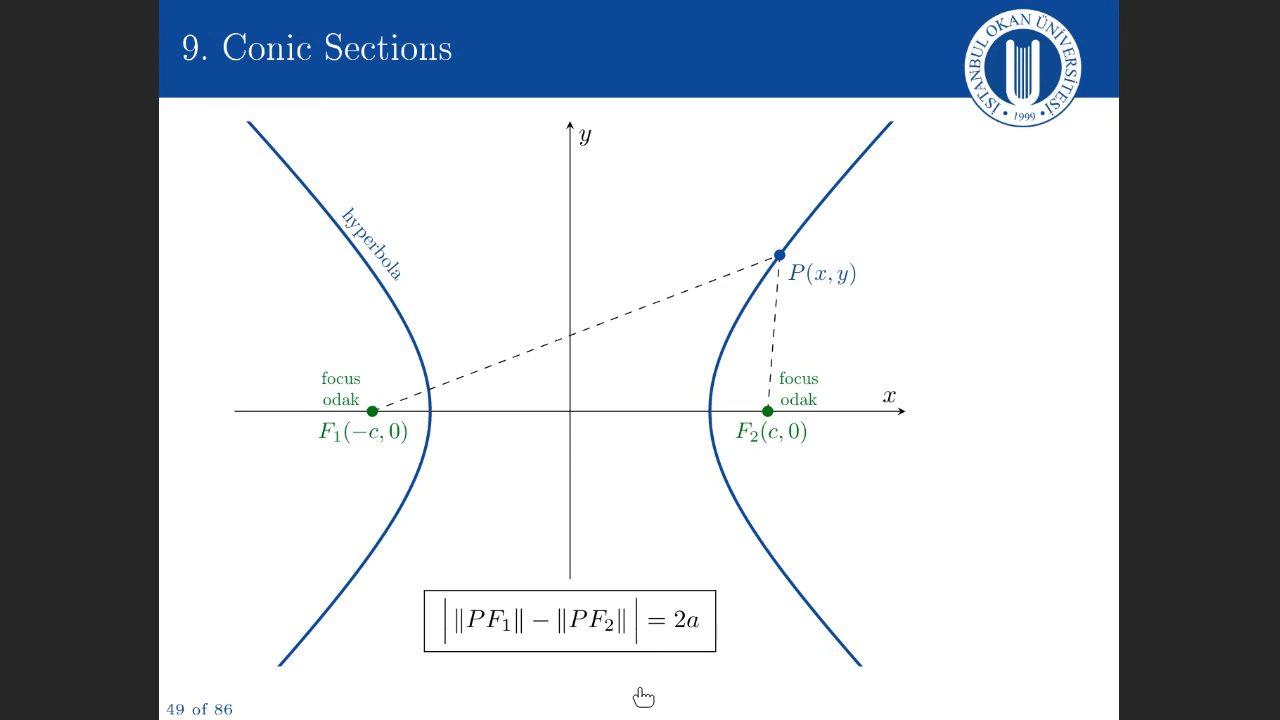 9. Conic Sections
İSTANBUL OKAN ÜNİVERSİTESİ
• 1999 •
y
hyperbola
P(x, y)
focus
odak
focus
odak
x
F₁(−c, 0)
F₂(c, 0)
| ‖PF₁‖ − ‖PF₂‖ | = 2a
49 of 86